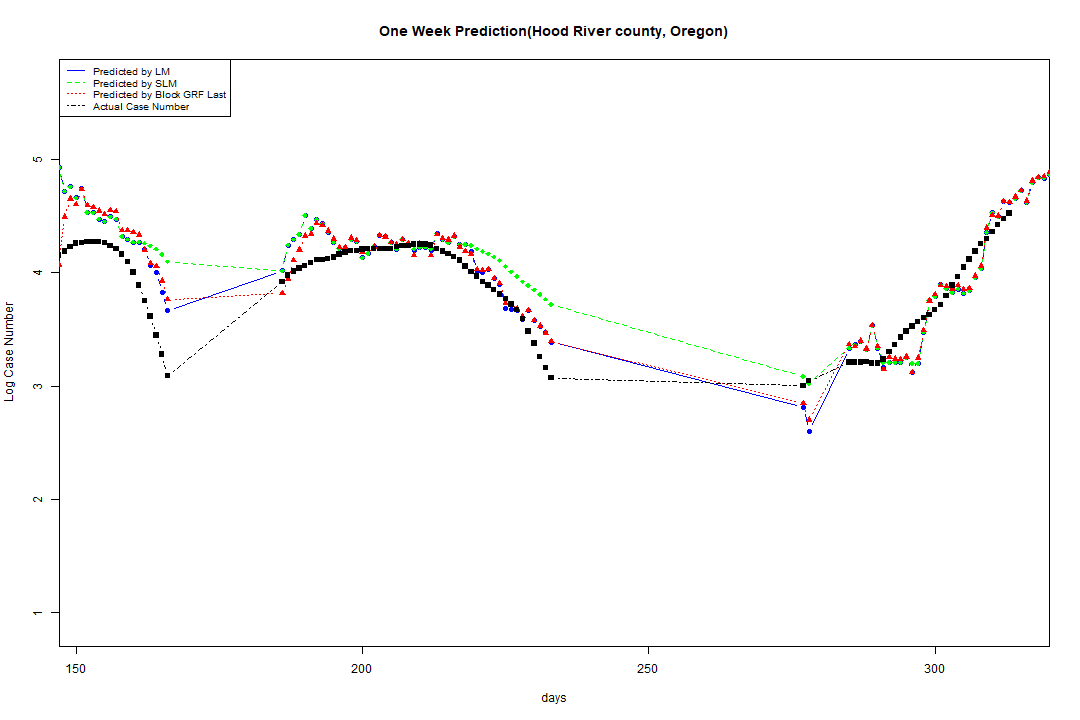 One Week Prediction(Hood River county, Oregon)
Predicted by LM
Predicted by SLM
Predicted by Block GRF Last
Actual Case Number
5
4
3
2
1
Log Case Number
150 200 250 300
days